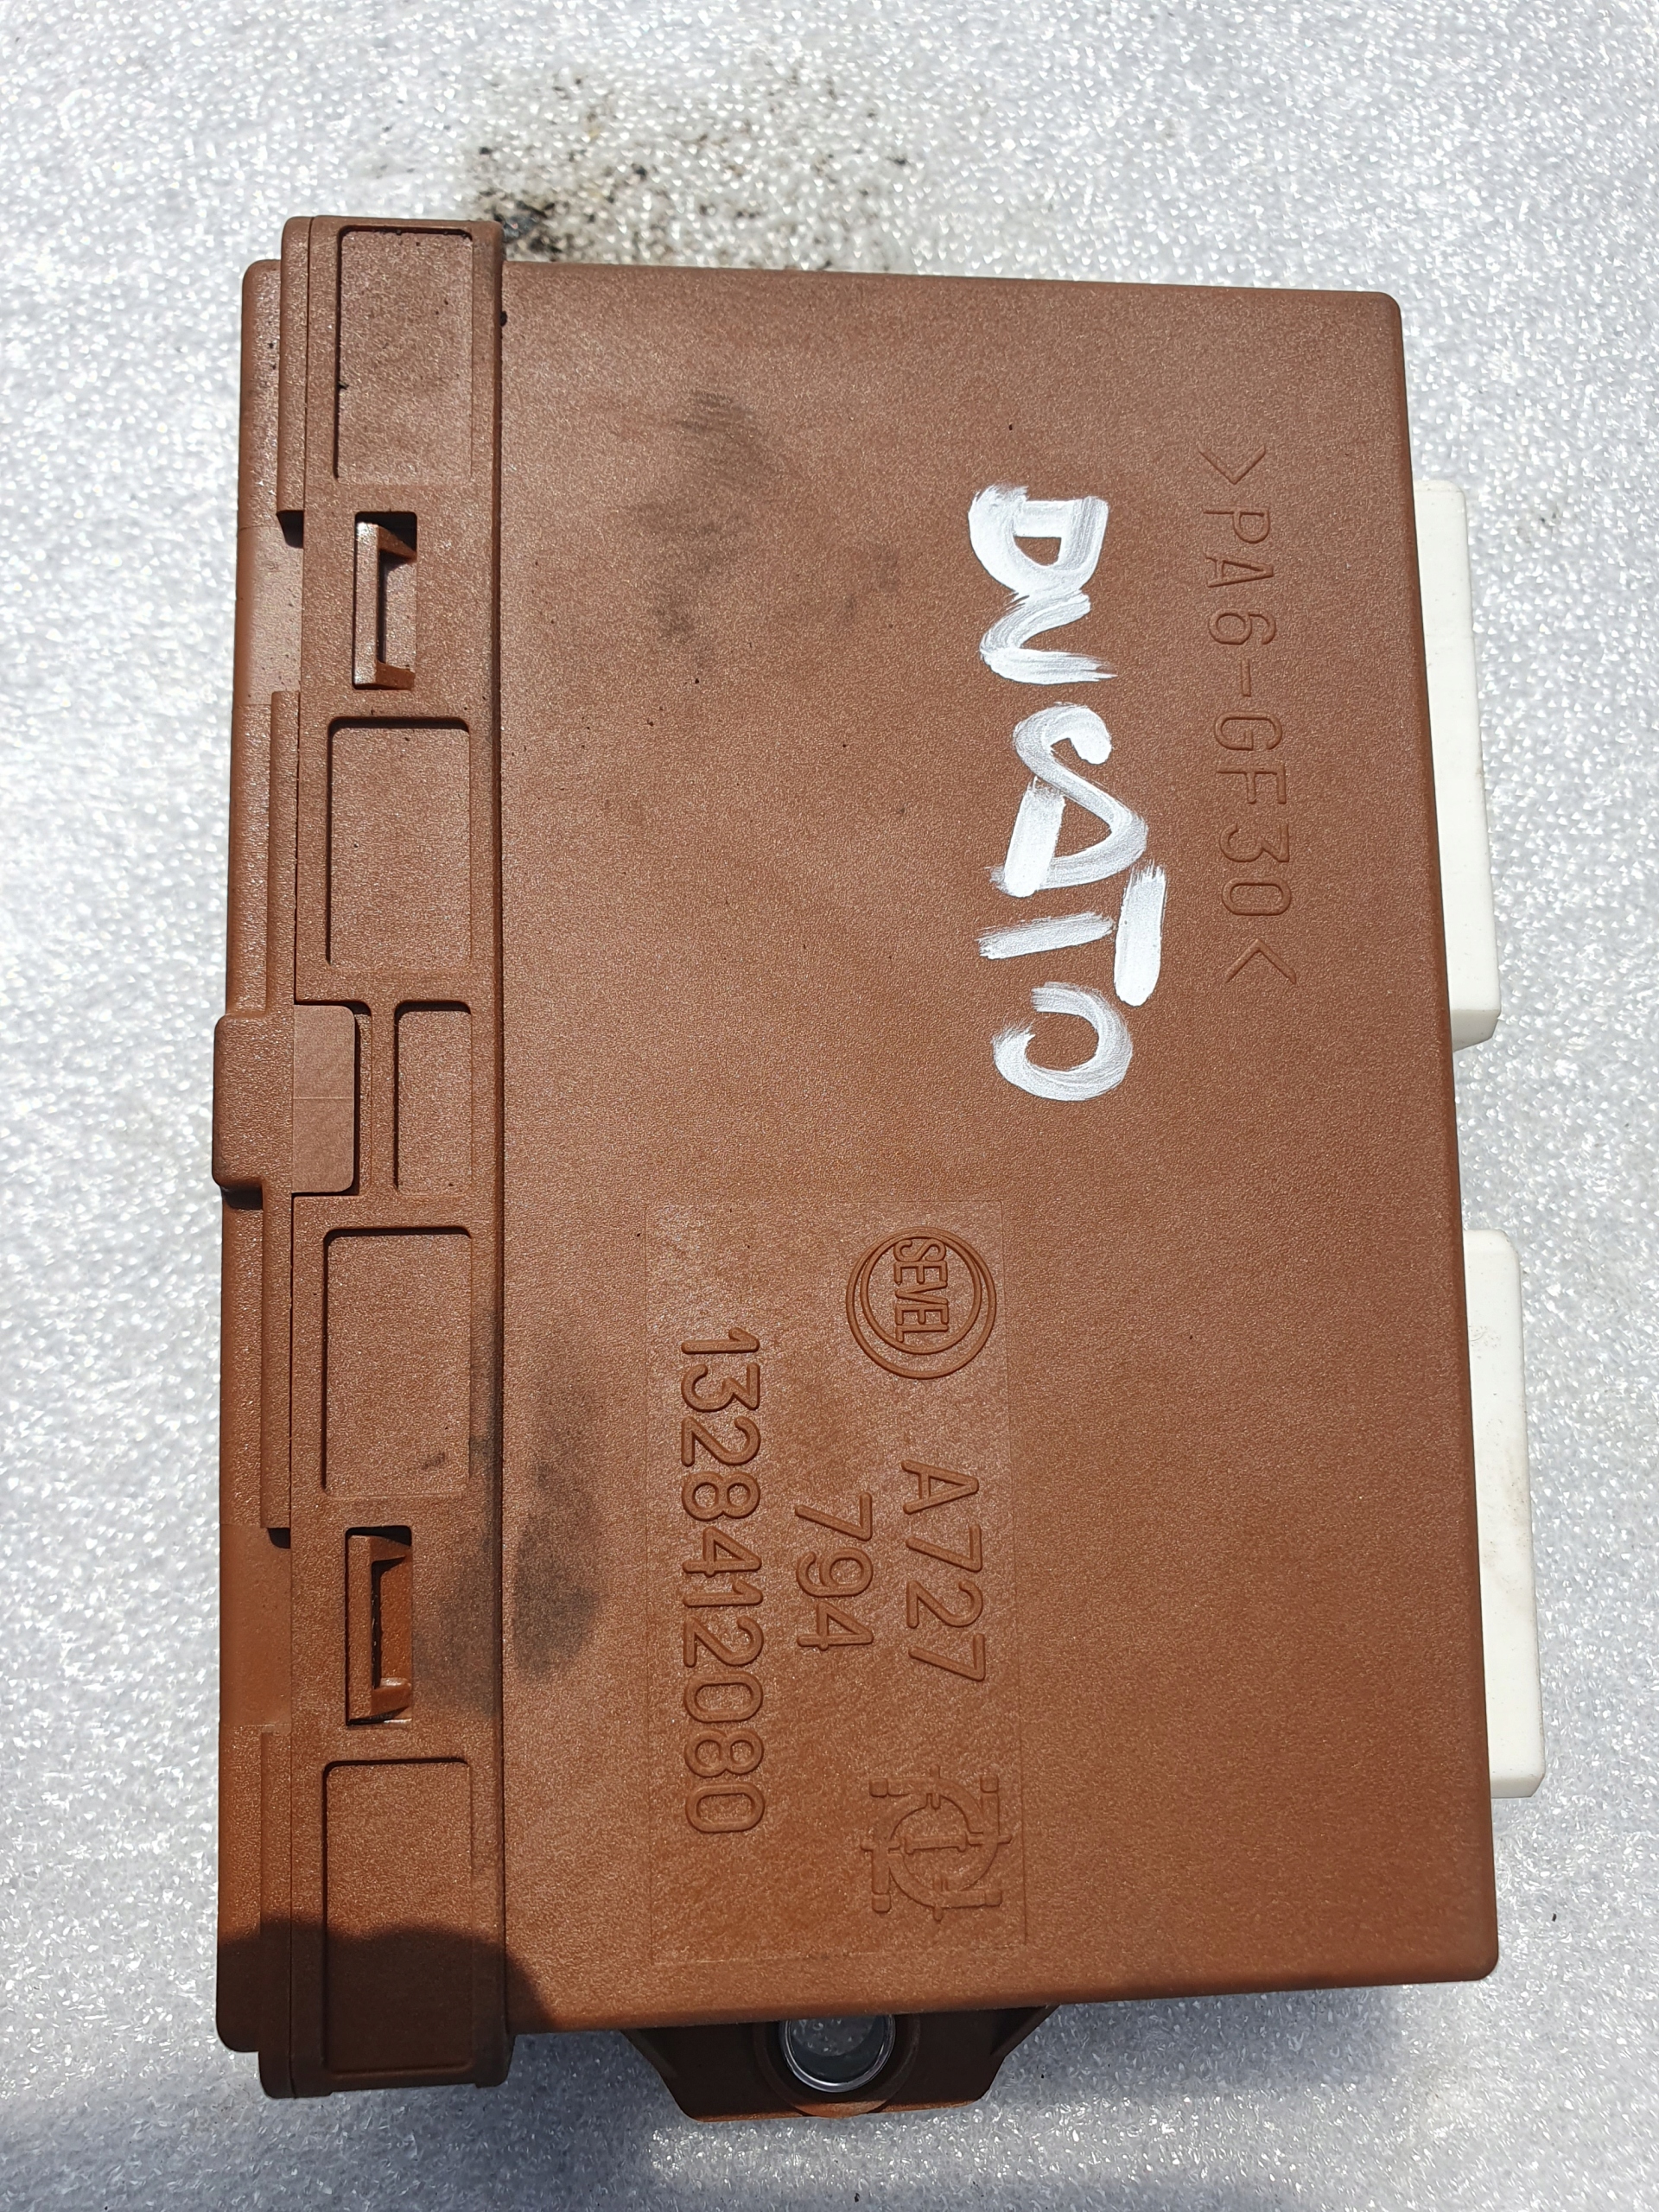 >PA6-GF30<
DUCATO
SEVEL A727
794
1328412080